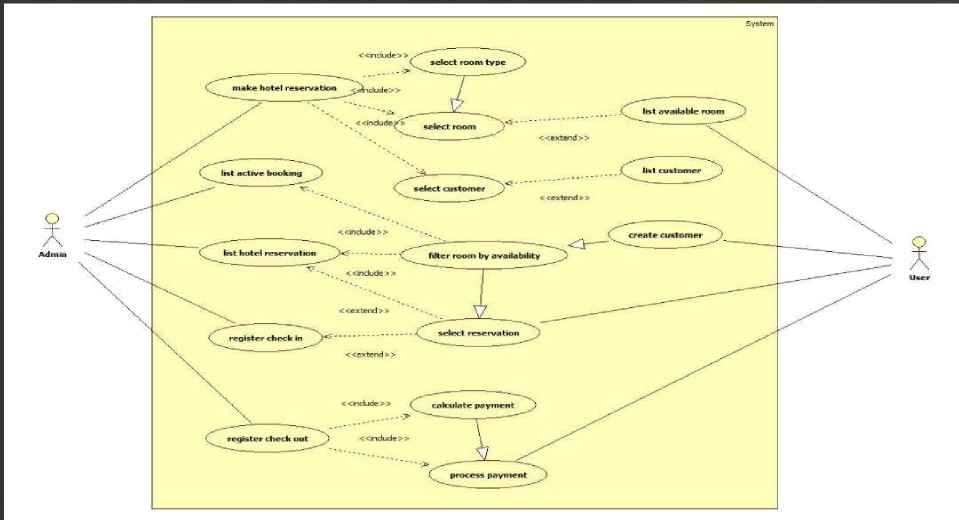 System
<<include>>
select room type
make hotel reservation
<<include>>
list available room
<<include>>
select room
<<extend>>
list active booking
list customer
select customer
<<extend>>
Admin
<<include>>
create customer
list hotel reservation
filter room by availability
User
<<include>>
<<extend>>
select reservation
register check in
<<extend>>
<<include>>
calculate payment
register check out
<<include>>
process payment